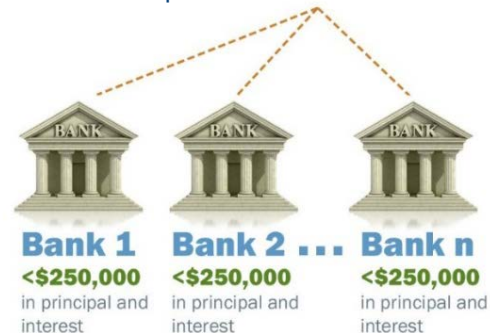 BANK
BANK
BANK
Bank 1
Bank 2 ...
Bank n
<$250,000
<$250,000
<$250,000
in principal and
interest
in principal and
interest
in principal and
interest